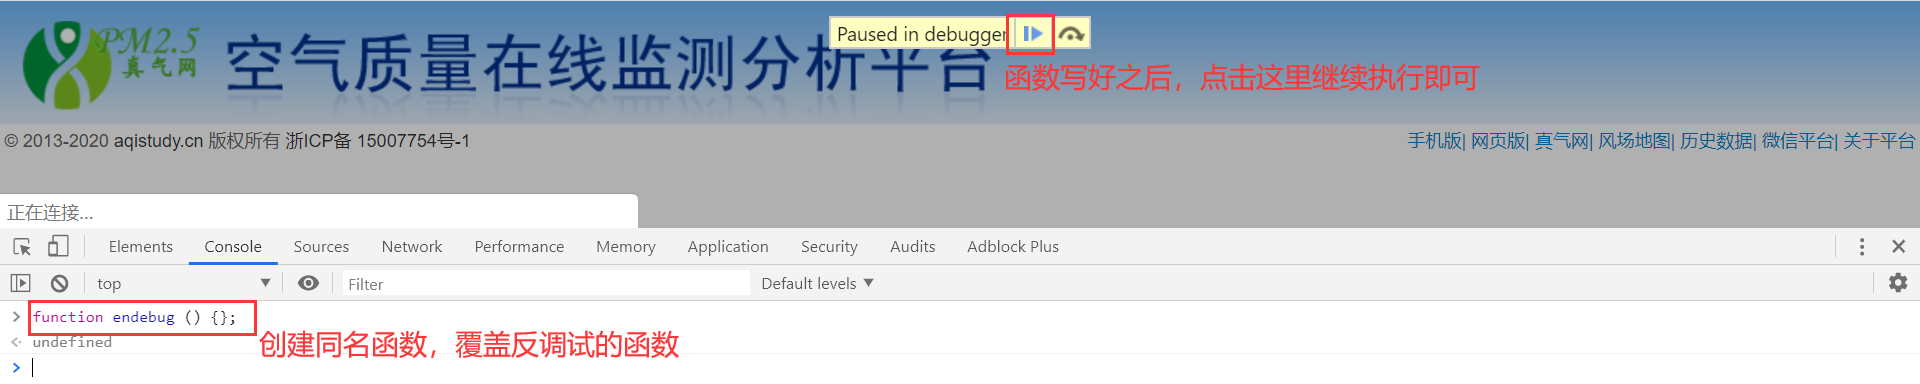 PM2.5
真气网
空气质量在线监测分析平台
Paused in debugger
函数写好之后，点击这里继续执行即可
© 2013-2020 aqistudy.cn 版权所有 浙ICP备 15007754号-1
手机版| 网页版| 真气网| 风场地图| 历史数据| 微信平台| 关于平台
正在连接...
Elements Console Sources Network Performance Memory Application Security Audits Adblock Plus
top Filter Default levels
function endebug () {};
undefined
创建同名函数，覆盖反调试的函数